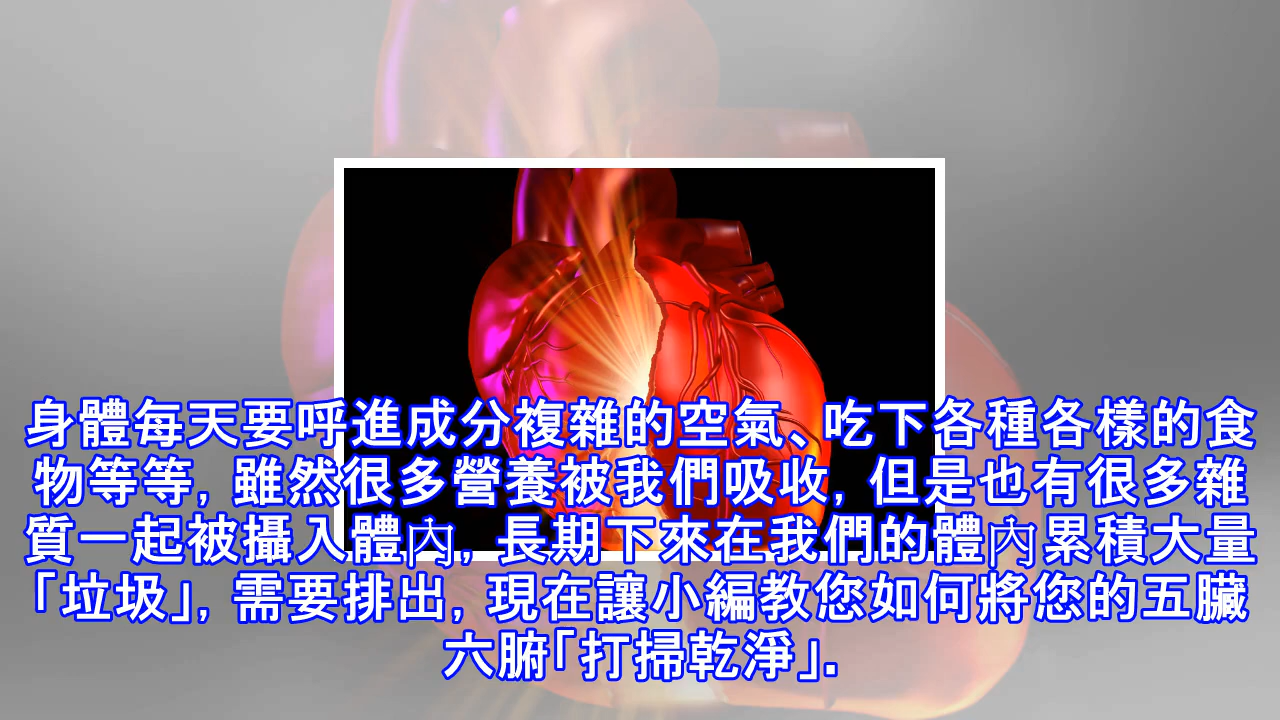 身體每天要呼進成分複雜的空氣、吃下各種各樣的食
物等等, 雖然很多營養被我們吸收, 但是也有很多雜
質一起被攝入體內, 長期下來在我們的體內累積大量
「垃圾」, 需要排出, 現在讓小編教您如何將您的五臟
六腑「打掃乾淨」.